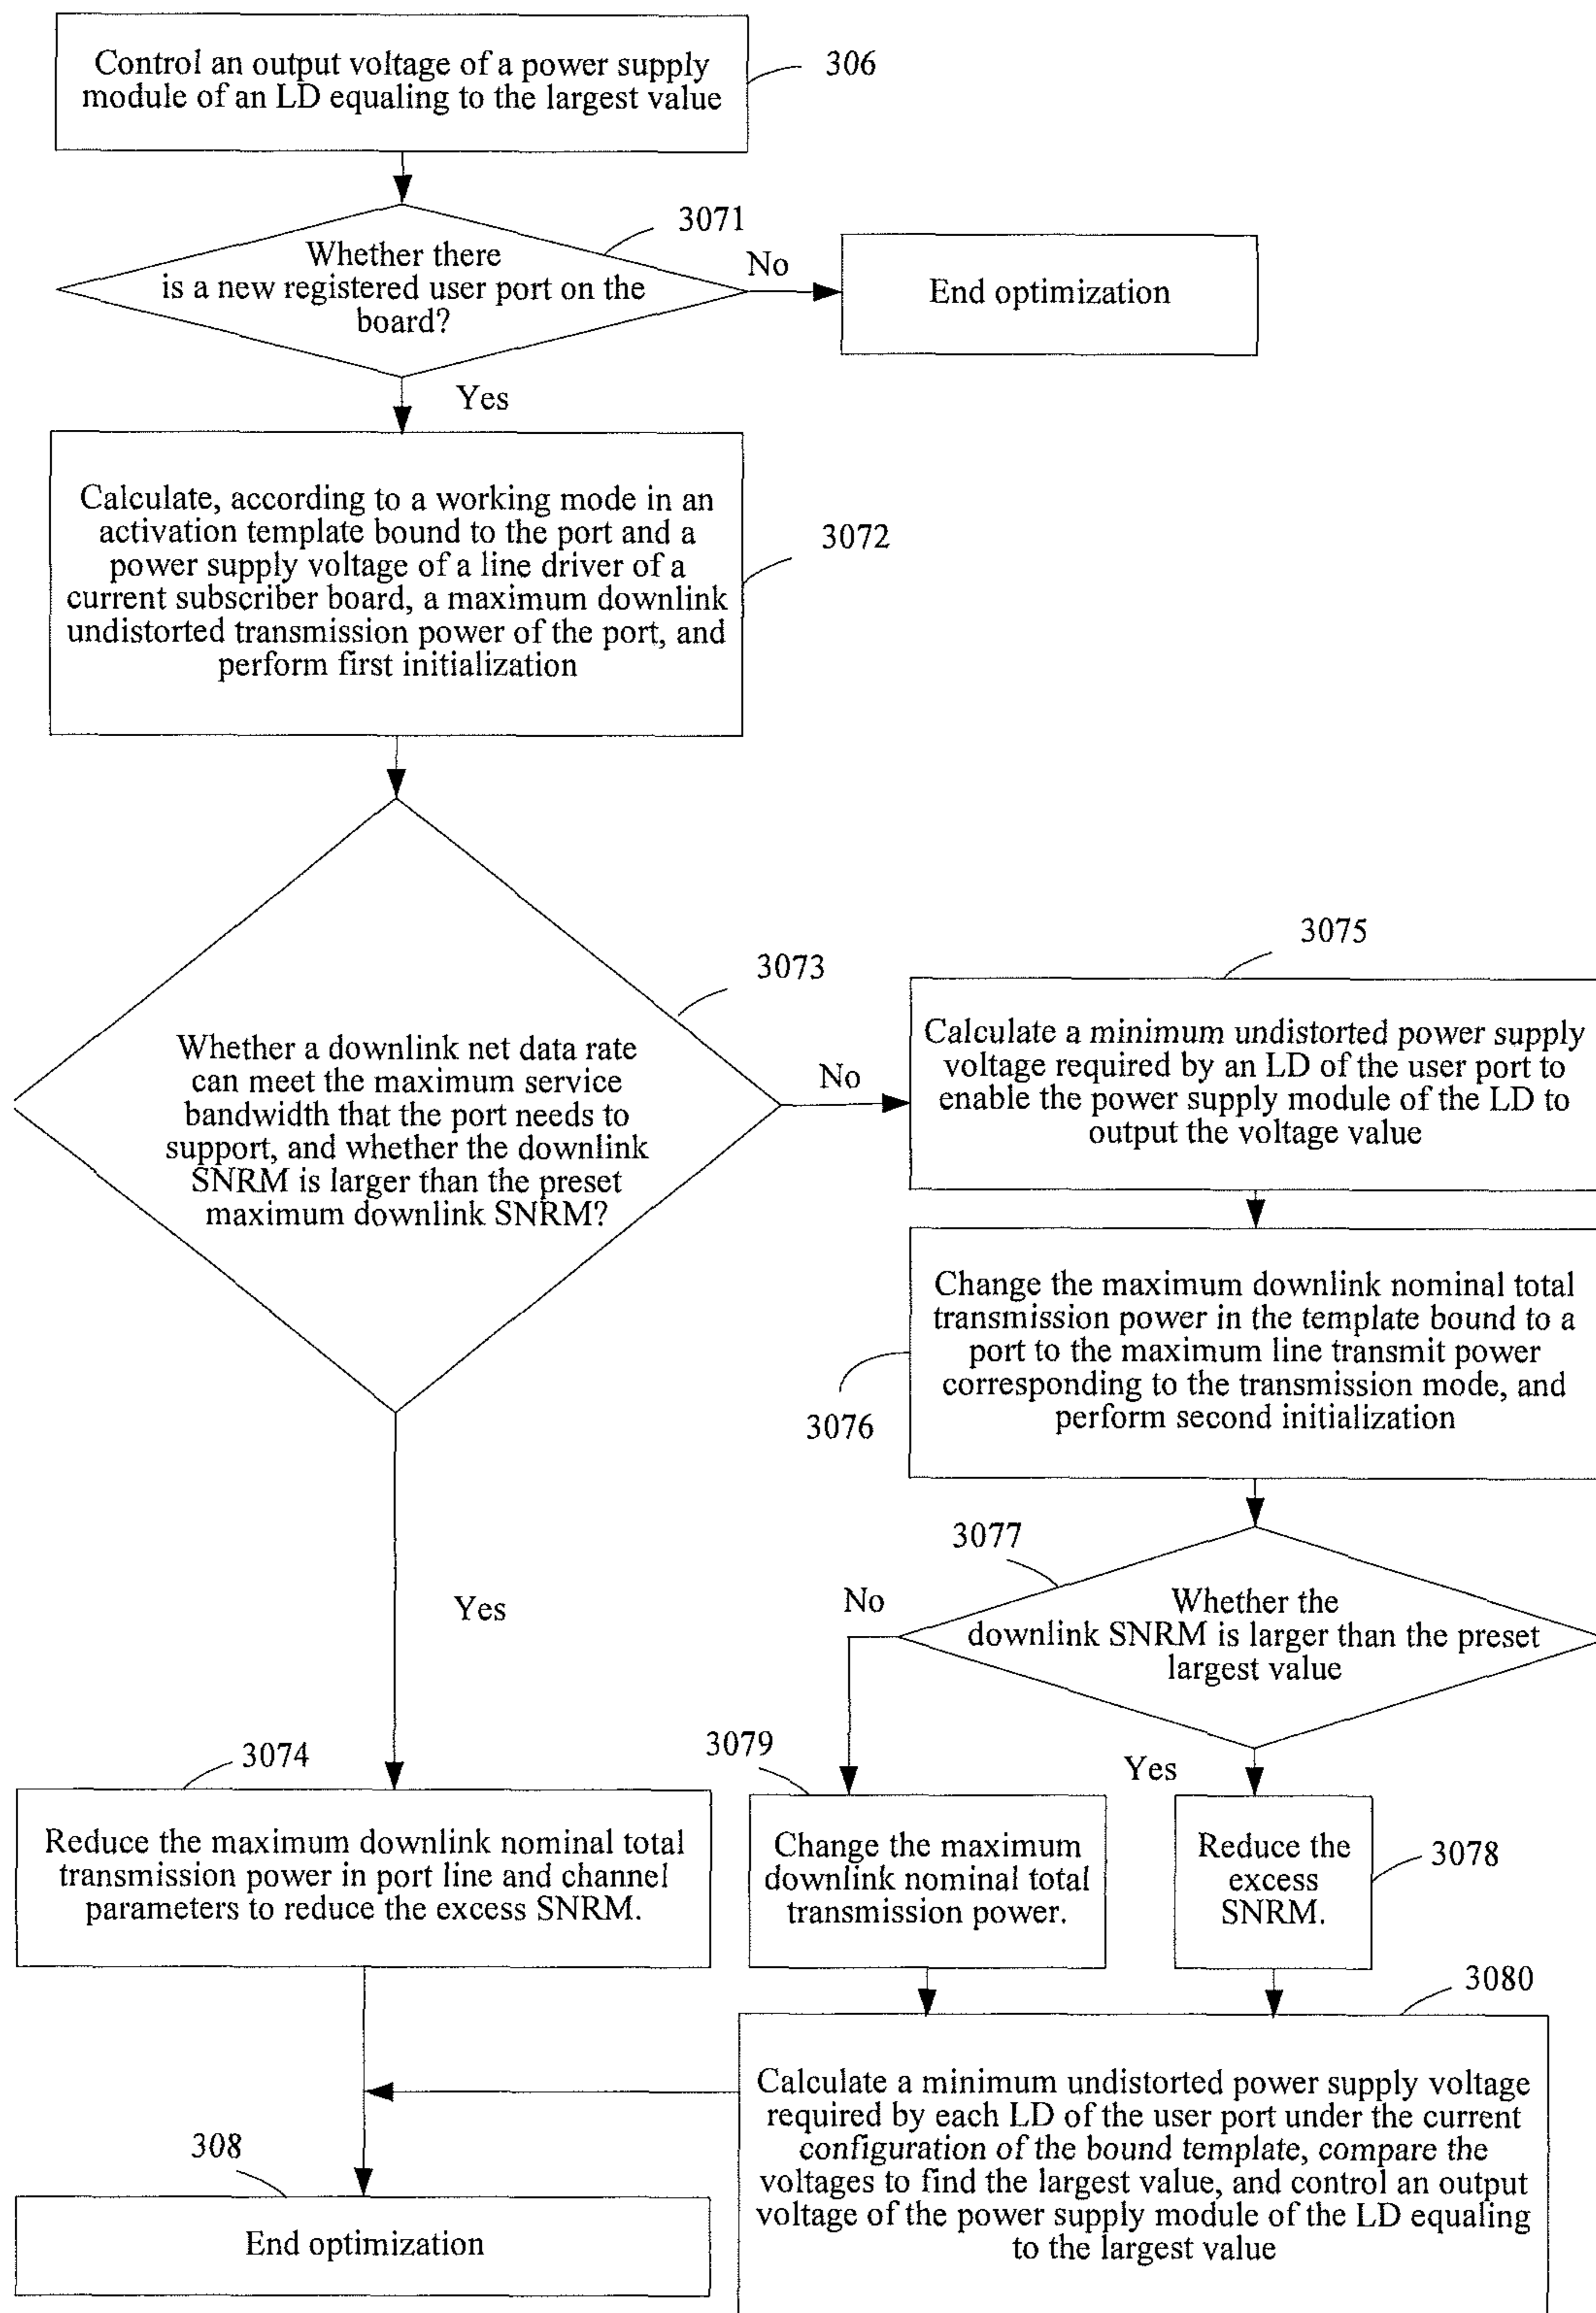 Control an output voltage of a power supply
module of an LD equaling to the largest value
306
3071
Whether there
is a new registered user port on the
board?
No
End optimization
Yes
Calculate, according to a working mode in an
activation template bound to the port and a
power supply voltage of a line driver of a
current subscriber board, a maximum downlink
undistorted transmission power of the port, and
perform first initialization
3072
3073
Whether a downlink net data rate
can meet the maximum service
bandwidth that the port needs to
support, and whether the downlink
SNRM is larger than the preset
maximum downlink SNRM?
No
3075
Calculate a minimum undistorted power supply
voltage required by an LD of the user port to
enable the power supply module of the LD to
output the voltage value
Change the maximum downlink nominal total
transmission power in the template bound to a
port to the maximum line transmit power
corresponding to the transmission mode, and
perform second initialization
3076
3077
Whether the
downlink SNRM is larger than the preset
largest value
No
Yes
Yes
3074
Reduce the maximum downlink nominal total
transmission power in port line and channel
parameters to reduce the excess SNRM.
3079
Change the maximum
downlink nominal total
transmission power.
Reduce the
excess
SNRM.
3078
3080
Calculate a minimum undistorted power supply voltage
required by each LD of the user port under the current
configuration of the bound template, compare the
voltages to find the largest value, and control an output
voltage of the power supply module of the LD equaling
to the largest value
308
End optimization